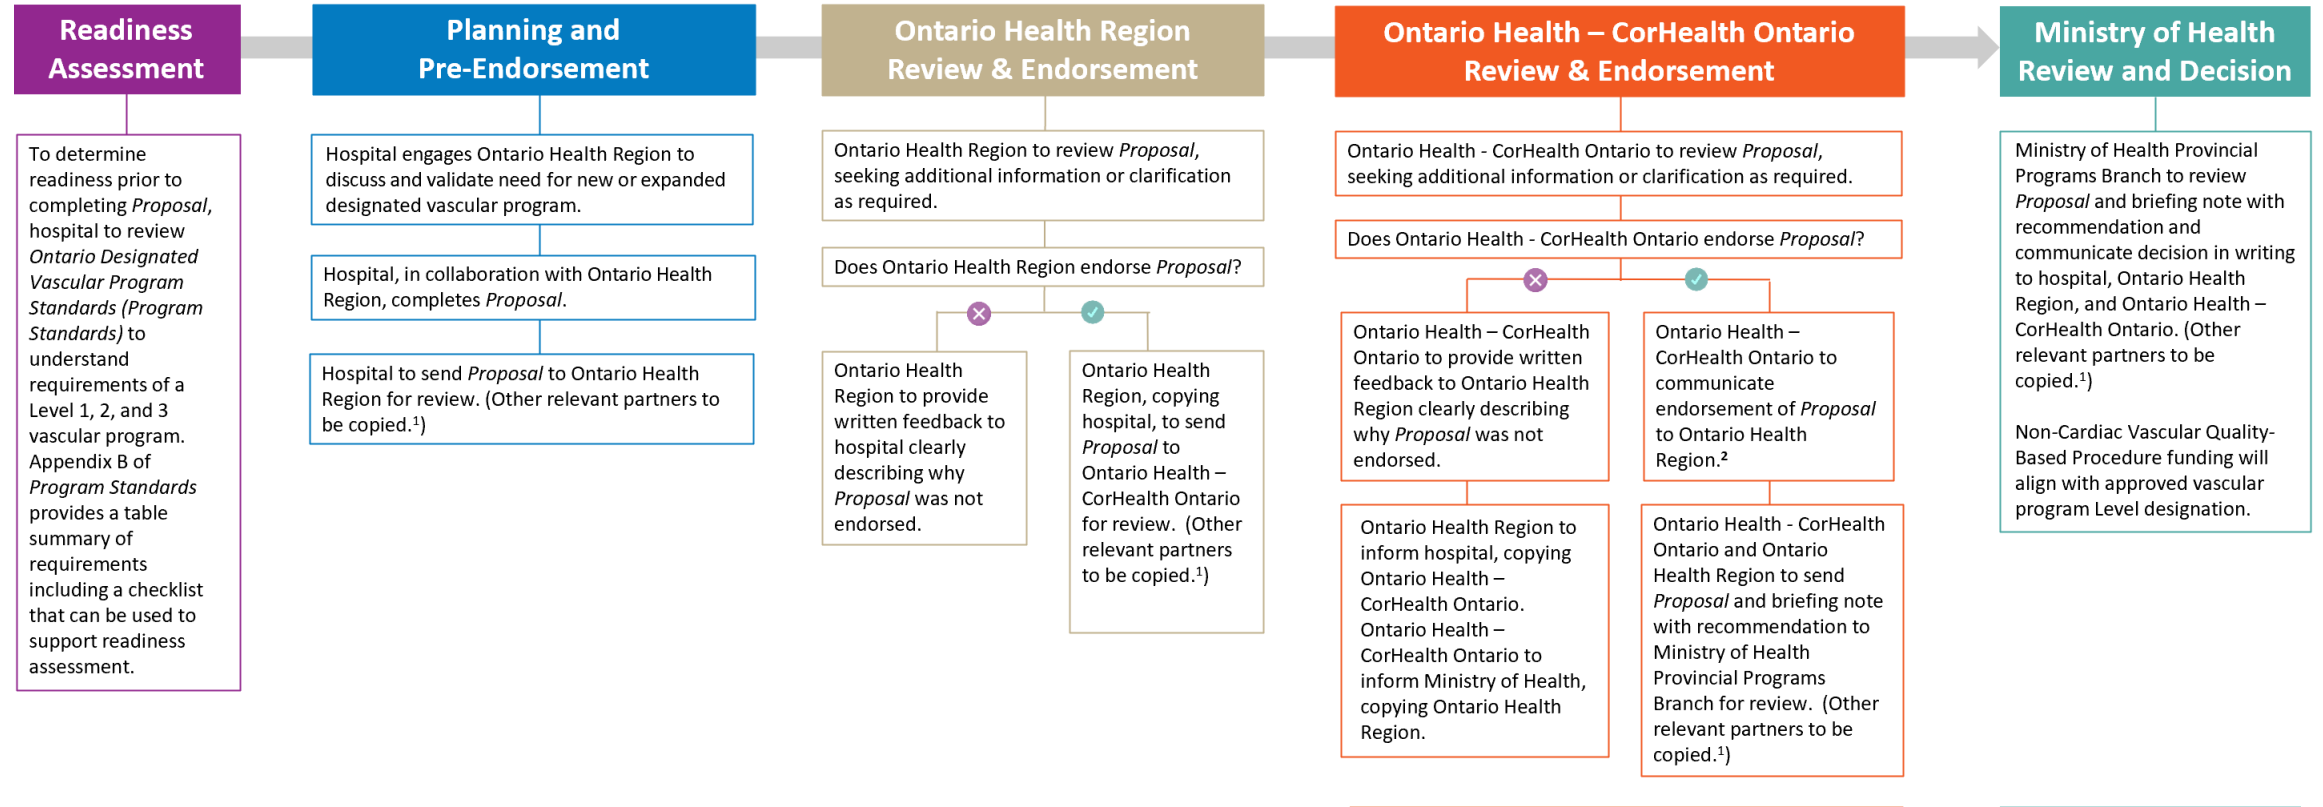 Readiness
Assessment
To determine
readiness prior to
completing Proposal,
hospital to review
Ontario Designated
Vascular Program
Standards (Program
Standards) to
understand
requirements of a
Level 1, 2, and 3
vascular program.
Appendix B of
Program Standards
provides a table
summary of
requirements
including a checklist
that can be used to
support readiness
assessment.
Planning and
Pre-Endorsement
Hospital engages Ontario Health Region to
discuss and validate need for new or expanded
designated vascular program.
Hospital, in collaboration with Ontario Health
Region, completes Proposal.
Hospital to send Proposal to Ontario Health
Region for review. (Other relevant partners to
be copied.¹)
Ontario Health Region
Review & Endorsement
Ontario Health Region to review Proposal,
seeking additional information or clarification
as required.
Does Ontario Health Region endorse Proposal?
Ontario Health
Region to provide
written feedback to
hospital clearly
describing why
Proposal was not
endorsed.
Ontario Health
Region, copying
hospital, to send
Proposal to
Ontario Health –
CorHealth Ontario
for review. (Other
relevant partners
to be copied.¹)
Ontario Health – CorHealth Ontario
Review & Endorsement
Ontario Health - CorHealth Ontario to review Proposal,
seeking additional information or clarification as required.
Does Ontario Health - CorHealth Ontario endorse Proposal?
Ontario Health – CorHealth
Ontario to provide written
feedback to Ontario Health
Region clearly describing
why Proposal was not
endorsed.
Ontario Health Region to
inform hospital, copying
Ontario Health –
CorHealth Ontario.
Ontario Health –
CorHealth Ontario to
inform Ministry of Health,
copying Ontario Health
Region.
Ontario Health –
CorHealth Ontario to
communicate
endorsement of Proposal
to Ontario Health
Region.²
Ontario Health - CorHealth
Ontario and Ontario
Health Region to send
Proposal and briefing note
with recommendation to
Ministry of Health
Provincial Programs
Branch for review. (Other
relevant partners to be
copied.¹)
Ministry of Health
Review and Decision
Ministry of Health Provincial
Programs Branch to review
Proposal and briefing note with
recommendation and
communicate decision in writing
to hospital, Ontario Health
Region, and Ontario Health –
CorHealth Ontario. (Other
relevant partners to be
copied.¹)
Non-Cardiac Vascular Quality-
Based Procedure funding will
align with approved vascular
program Level designation.